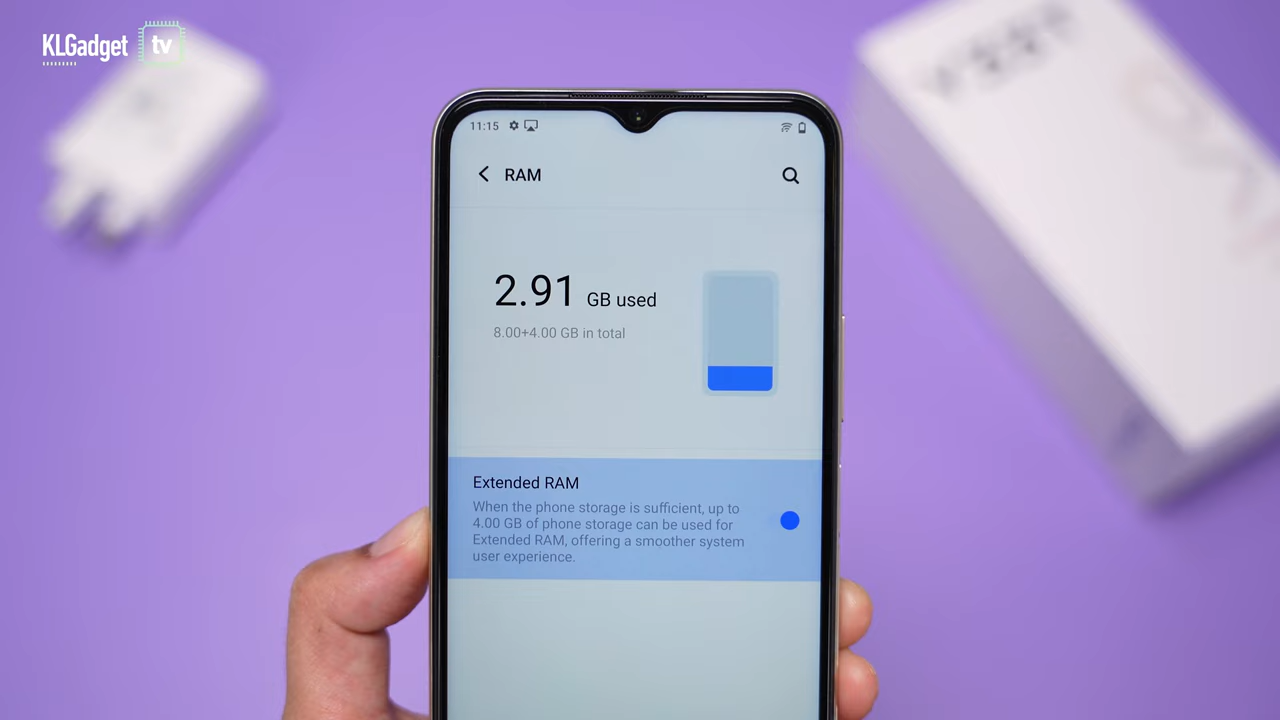 KLGadget tv
11:15
RAM
2.91 GB used
8.00+4.00 GB in total
Extended RAM
When the phone storage is sufficient, up to
4.00 GB of phone storage can be used for
Extended RAM, offering a smoother system
user experience.